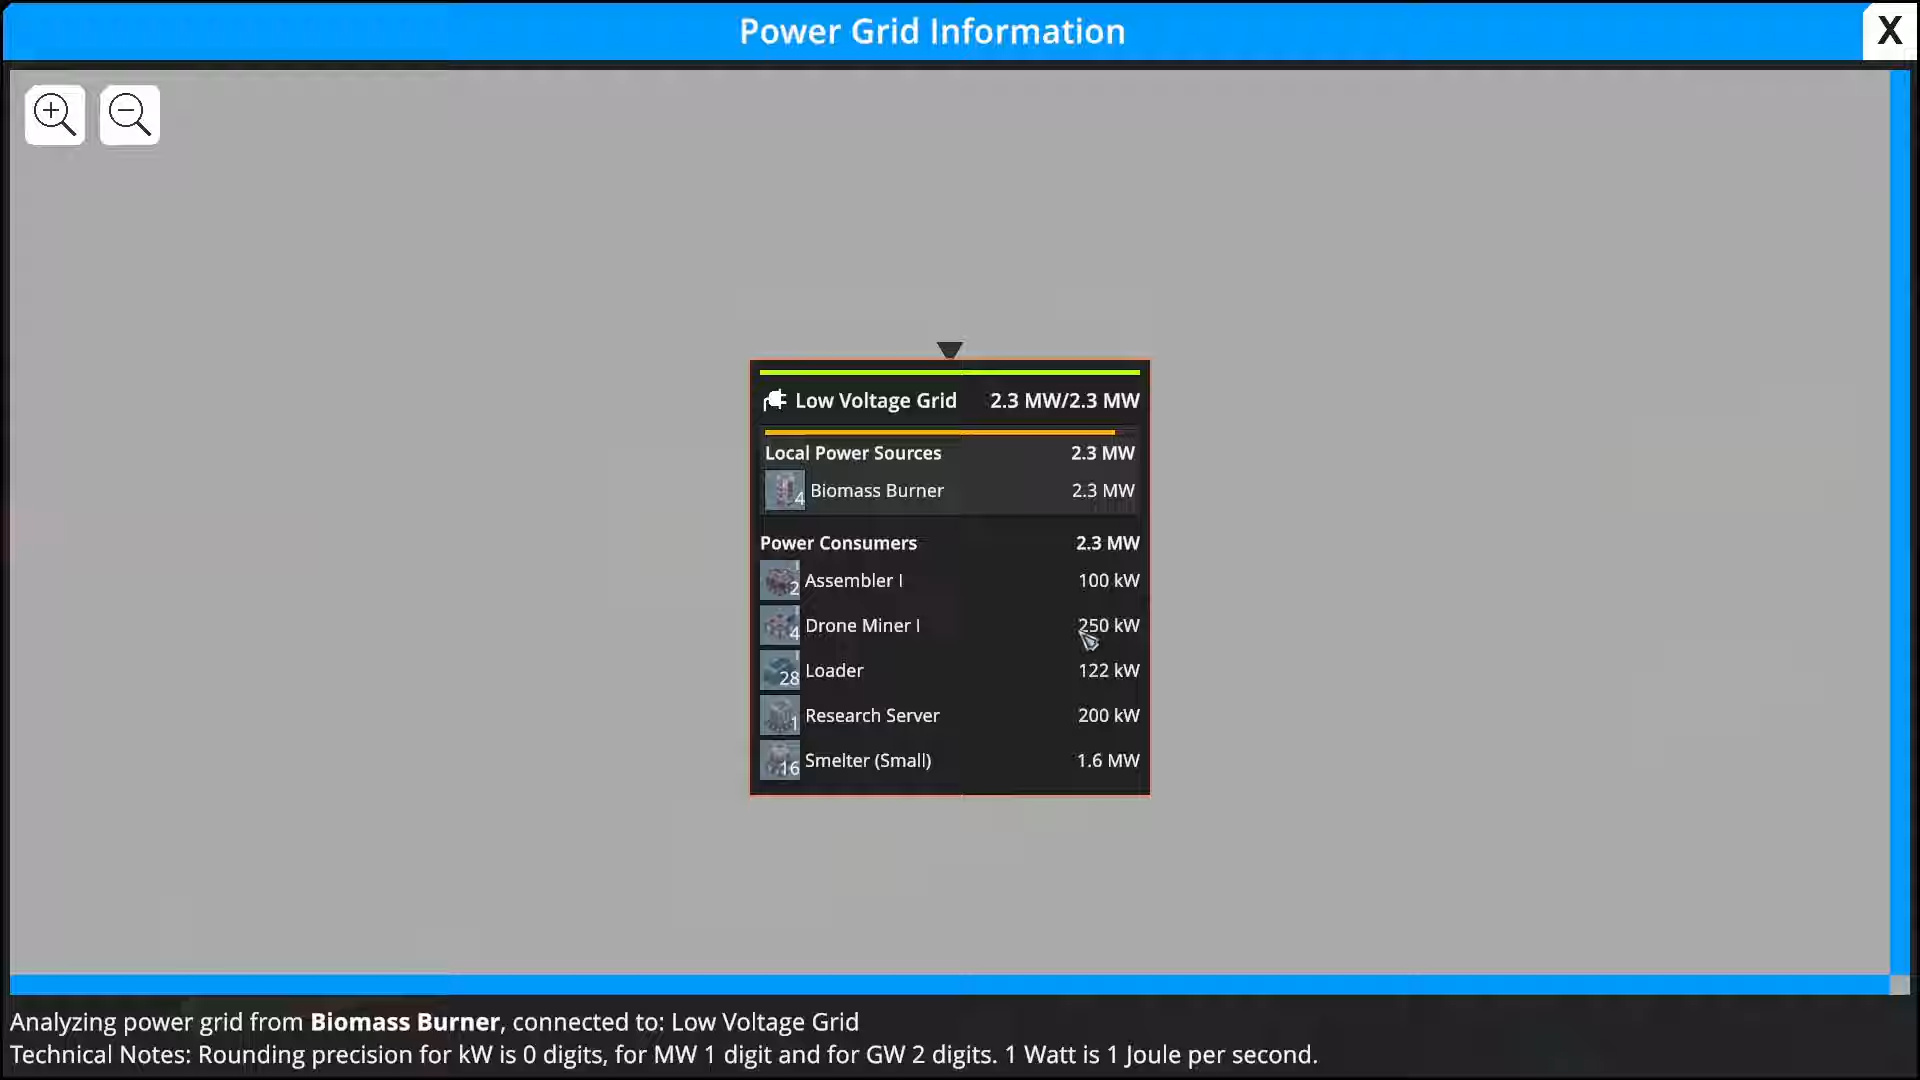 Power Grid Information
X
Low Voltage Grid 2.3 MW/2.3 MW
Local Power Sources 2.3 MW
4 Biomass Burner 2.3 MW
Power Consumers 2.3 MW
2 Assembler I 100 kW
4 Drone Miner I 250 kW
28 Loader 122 kW
1 Research Server 200 kW
16 Smelter (Small) 1.6 MW
Analyzing power grid from Biomass Burner, connected to: Low Voltage Grid
Technical Notes: Rounding precision for kW is 0 digits, for MW 1 digit and for GW 2 digits. 1 Watt is 1 Joule per second.